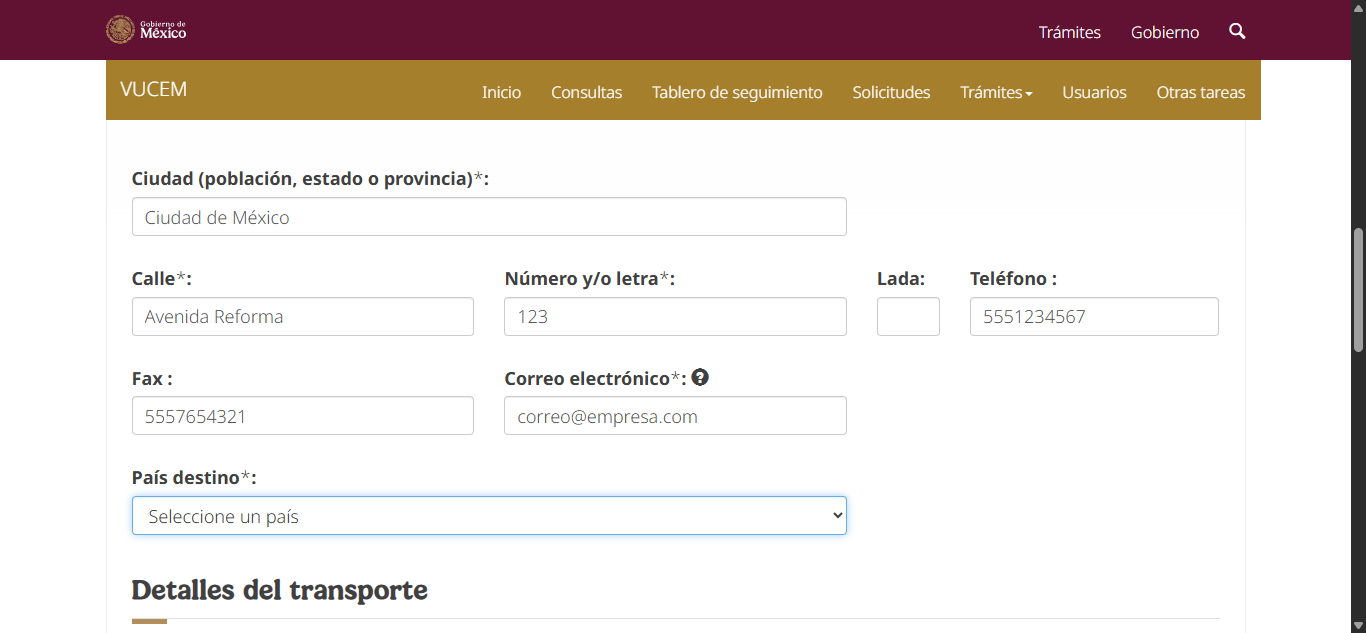 Gobierno de
México
Trámites Gobierno
VUCEM
Inicio Consultas Tablero de seguimiento Solicitudes Trámites Usuarios Otras tareas
Ciudad (población, estado o provincia)*:
Ciudad de México
Calle*: Número y/o letra*: Lada: Teléfono :
Avenida Reforma 123 5551234567
Fax : Correo electrónico*: ?
5557654321 correo@empresa.com
País destino*:
Seleccione un país
Detalles del transporte